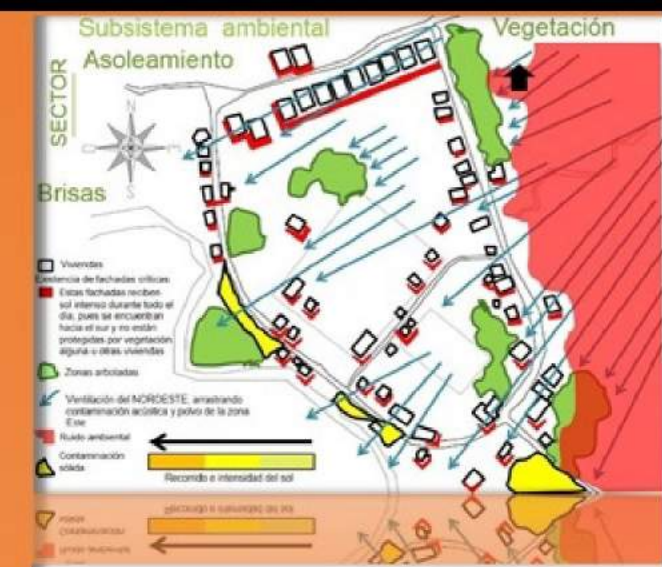 Subsistema ambiental
Vegetación
Asoleamiento
SECTOR
N
S
Brisas
Viviendas
Existencia de fachadas críticas
Estas fachadas reciben
sol intenso durante todo el
día, pues se encuentran
hacia el sur y no están
protegidas por vegetación
alguna u otras viviendas
Zonas arboladas
Ventilación del NORDESTE, arrastrando
contaminación acústica y polvo de la zona
Este
Ruido ambiental
Contaminación
sólida
Recorrido e intensidad del sol